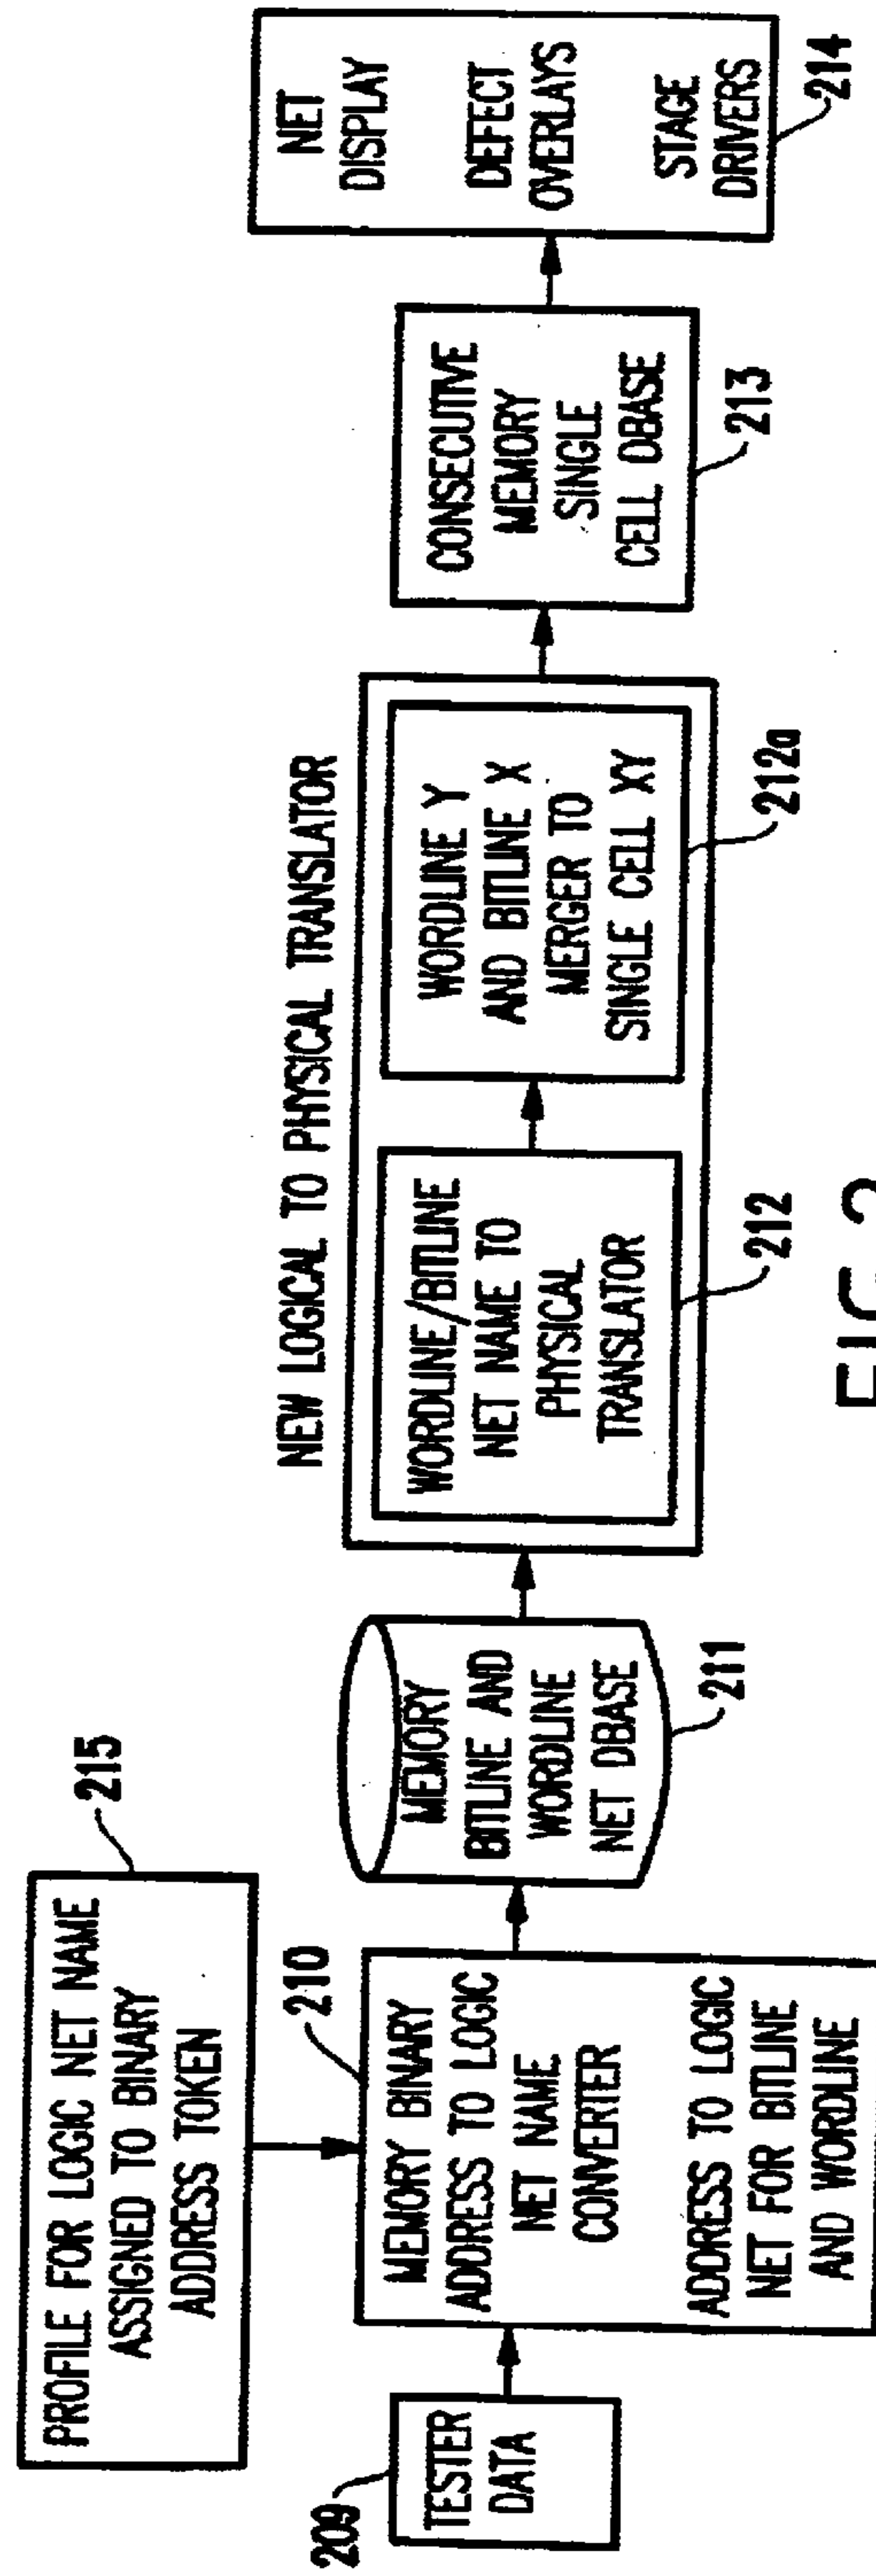 PROFILE FOR LOGIC NET NAME
ASSIGNED TO BINARY
ADDRESS TOKEN
215
209
TESTER
DATA
210
MEMORY BINARY
ADDRESS TO LOGIC
NET NAME
CONVERTER
ADDRESS TO LOGIC
NET FOR BITLINE
AND WORDLINE
MEMORY
BITLINE AND
WORDLINE
NET DBASE
211
NEW LOGICAL TO PHYSICAL TRANSLATOR
WORDLINE/BITLINE
NET NAME TO
PHYSICAL
TRANSLATOR
212
WORDLINE Y
AND BITLINE X
MERGER TO
SINGLE CELL XY
212a
CONSECUTIVE
MEMORY
SINGLE
CELL DBASE
213
NET
DISPLAY
DEFECT
OVERLAYS
STAGE
DRIVERS
214